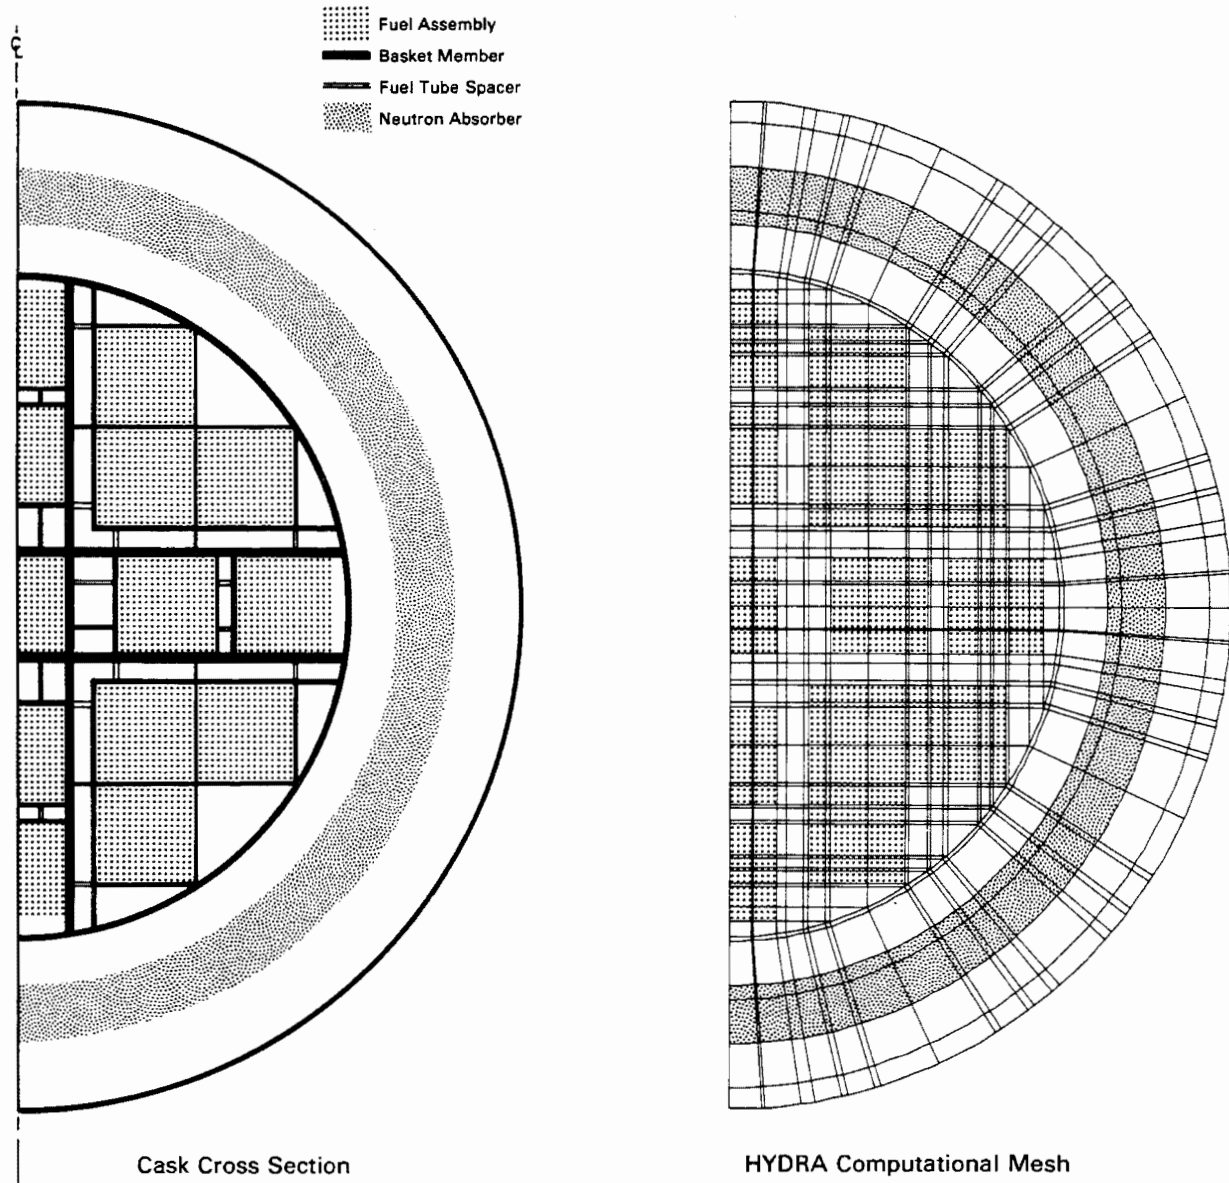 ℄
Fuel Assembly
Basket Member
Fuel Tube Spacer
Neutron Absorber
Cask Cross Section
HYDRA Computational Mesh